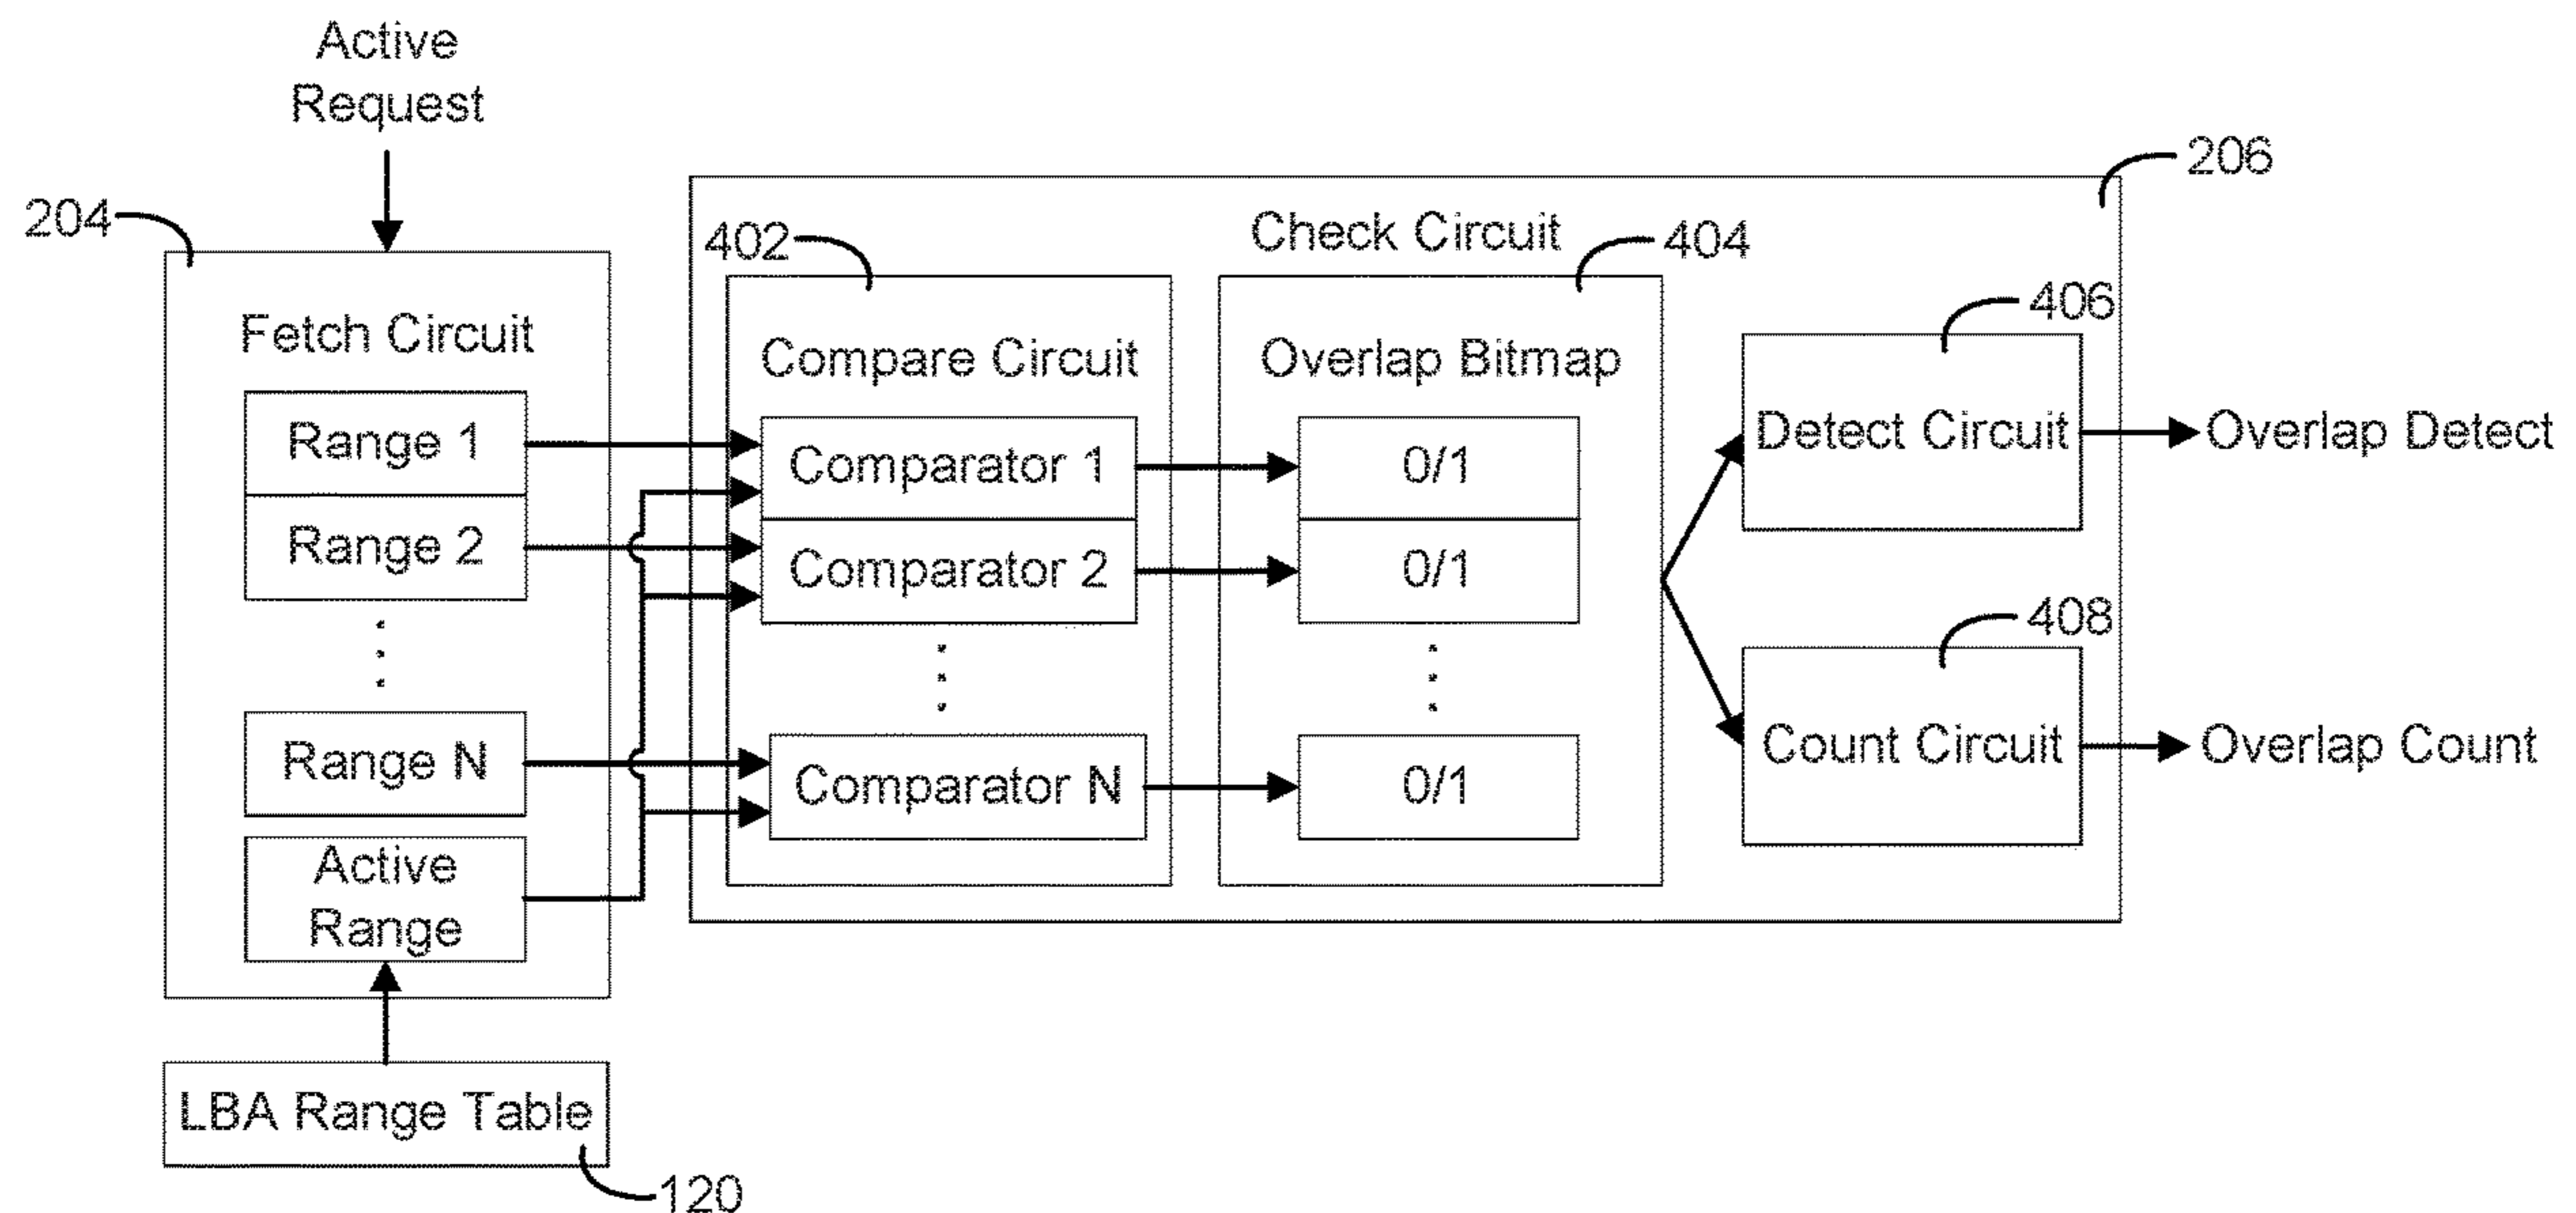 Active
Request
204
206
Check Circuit
402
404
406
Fetch Circuit
Compare Circuit
Overlap Bitmap
Range 1
Comparator 1
0/1
Detect Circuit
Overlap Detect
Range 2
Comparator 2
0/1
408
Range N
Comparator N
0/1
Count Circuit
Overlap Count
Active
Range
LBA Range Table
120